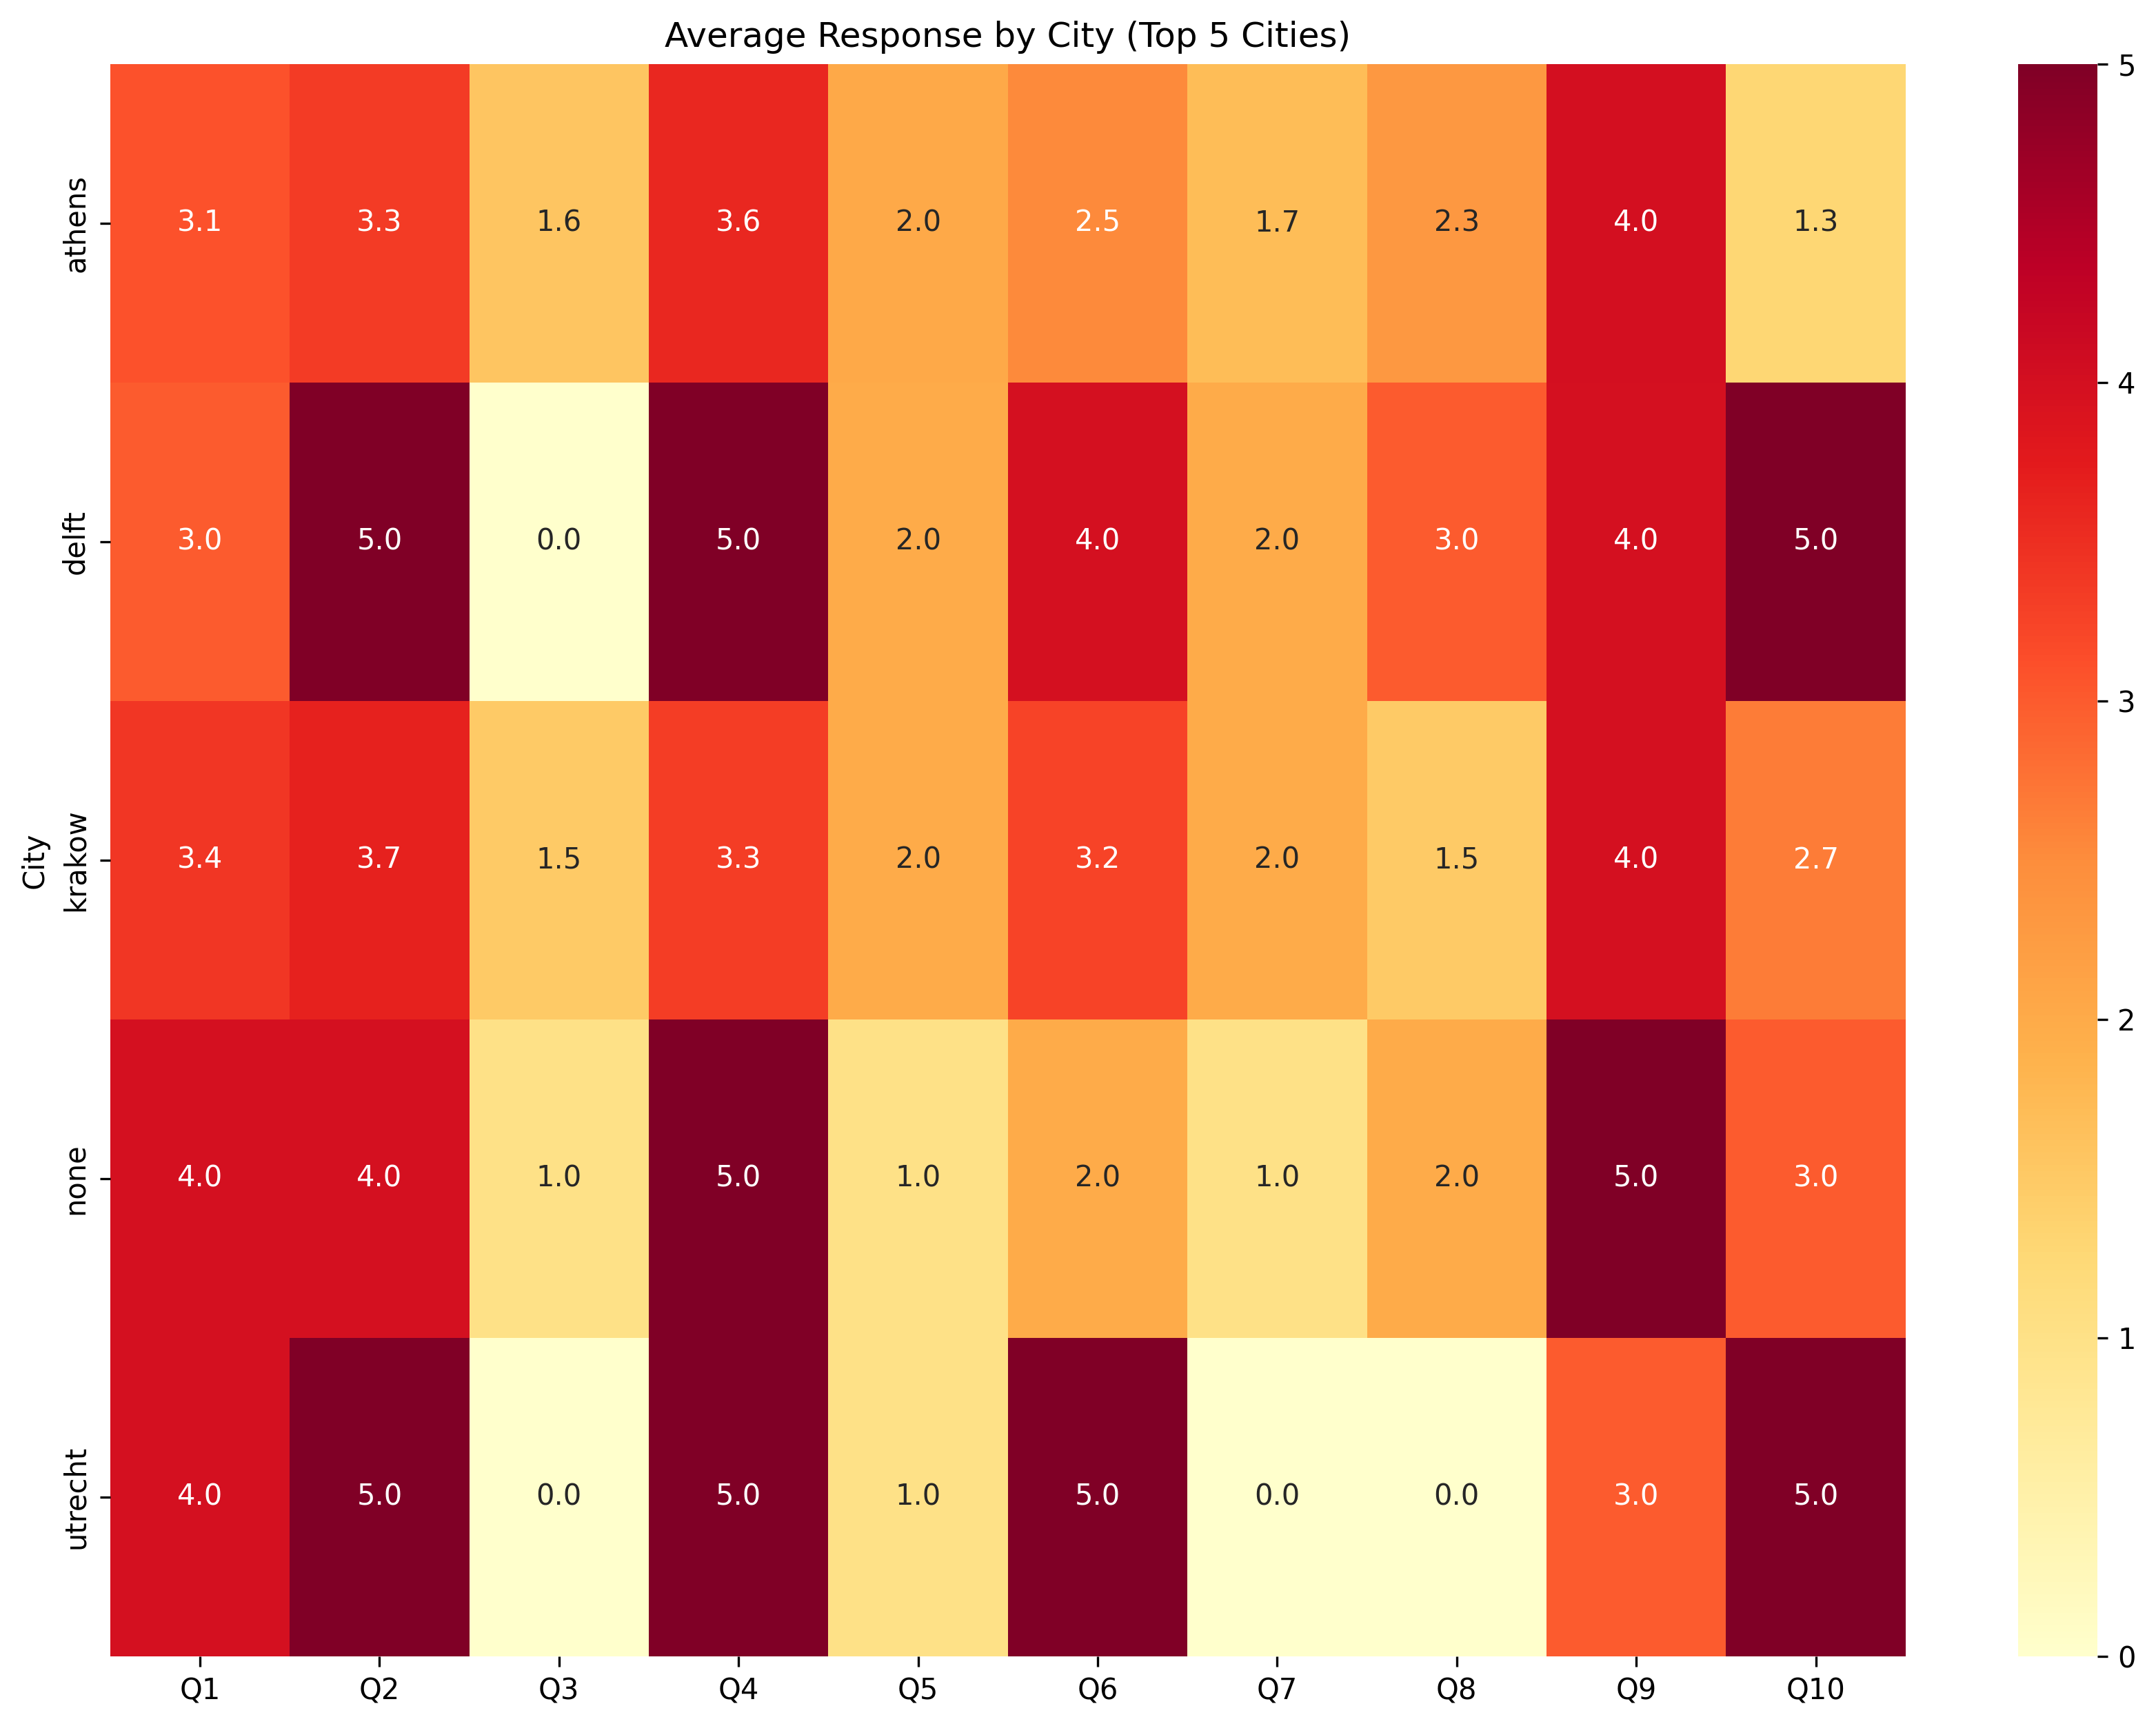 Average Response by City (Top 5 Cities)
athens 3.1 3.3 1.6 3.6 2.0 2.5 1.7 2.3 4.0 1.3
delft 3.0 5.0 0.0 5.0 2.0 4.0 2.0 3.0 4.0 5.0
City
krakow 3.4 3.7 1.5 3.3 2.0 3.2 2.0 1.5 4.0 2.7
none 4.0 4.0 1.0 5.0 1.0 2.0 1.0 2.0 5.0 3.0
utrecht 4.0 5.0 0.0 5.0 1.0 5.0 0.0 0.0 3.0 5.0
Q1 Q2 Q3 Q4 Q5 Q6 Q7 Q8 Q9 Q10
5
4
3
2
1
0